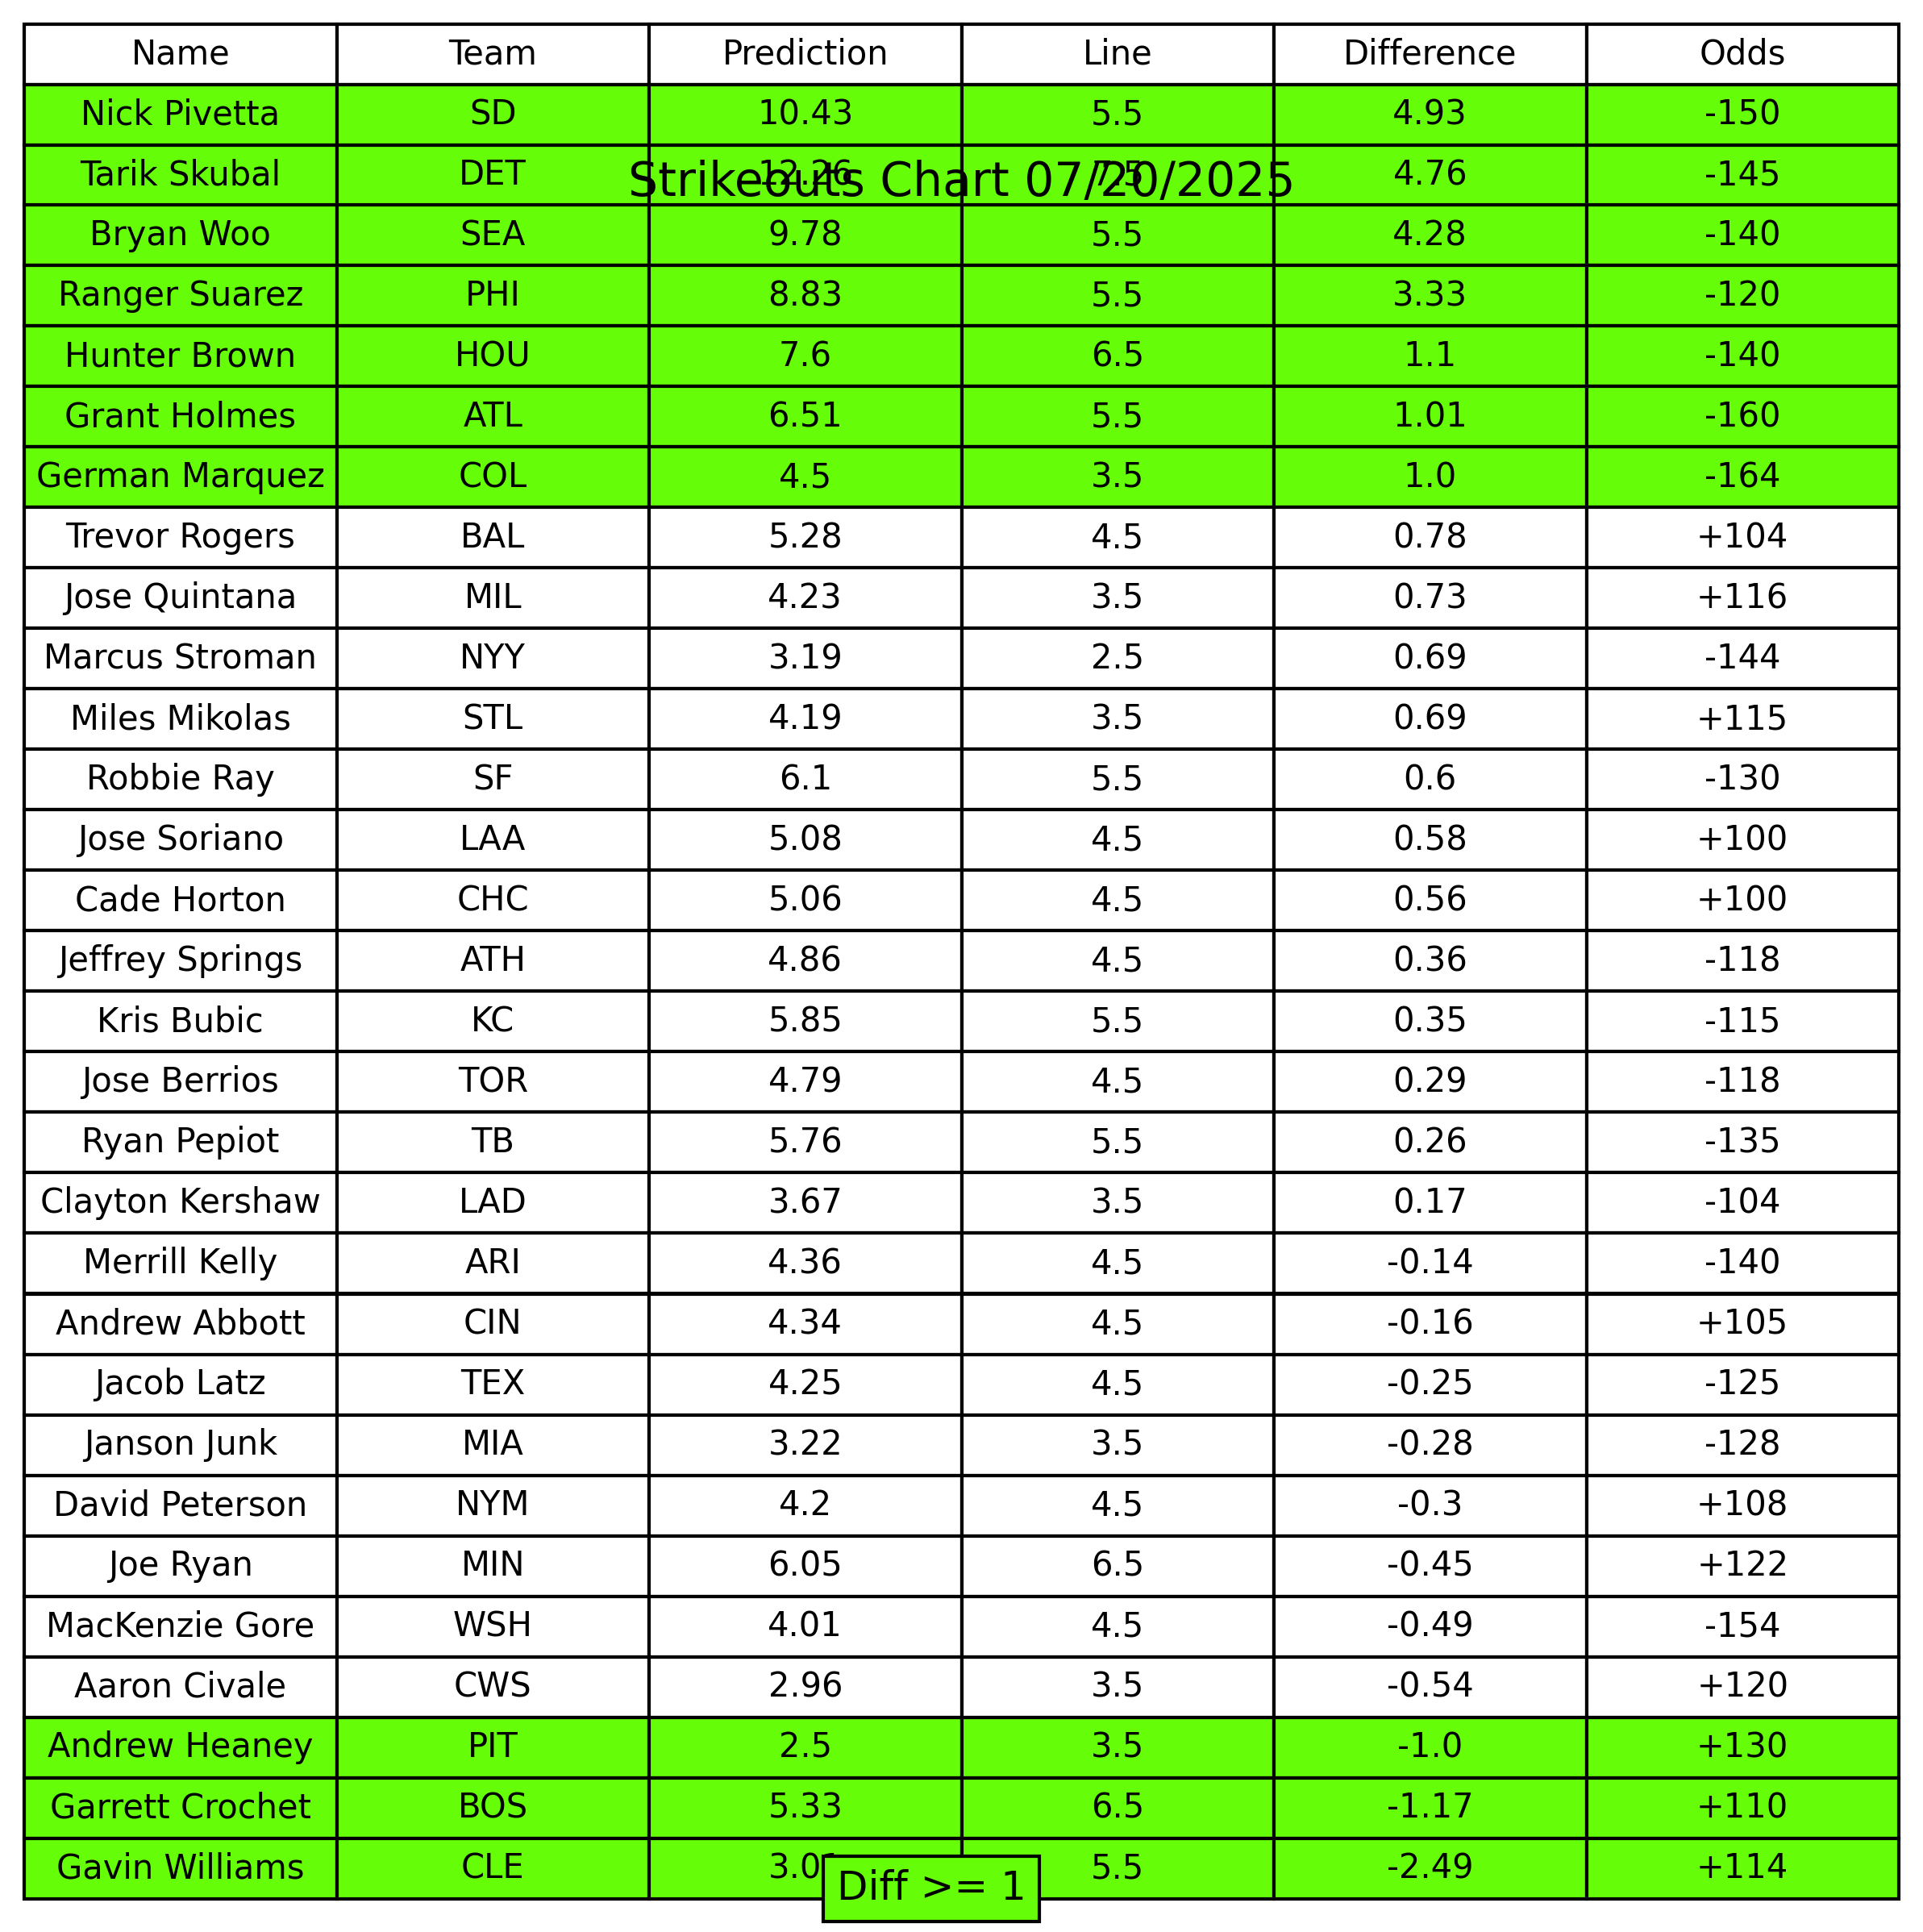 Name Team Prediction Line Difference Odds
Nick Pivetta SD 10.43 5.5 4.93 -150
Tarik Skubal DET 12.26 7.5 4.76 -145
Strikeouts Chart 07/20/2025
Bryan Woo SEA 9.78 5.5 4.28 -140
Ranger Suarez PHI 8.83 5.5 3.33 -120
Hunter Brown HOU 7.6 6.5 1.1 -140
Grant Holmes ATL 6.51 5.5 1.01 -160
German Marquez COL 4.5 3.5 1.0 -164
Trevor Rogers BAL 5.28 4.5 0.78 +104
Jose Quintana MIL 4.23 3.5 0.73 +116
Marcus Stroman NYY 3.19 2.5 0.69 -144
Miles Mikolas STL 4.19 3.5 0.69 +115
Robbie Ray SF 6.1 5.5 0.6 -130
Jose Soriano LAA 5.08 4.5 0.58 +100
Cade Horton CHC 5.06 4.5 0.56 +100
Jeffrey Springs ATH 4.86 4.5 0.36 -118
Kris Bubic KC 5.85 5.5 0.35 -115
Jose Berrios TOR 4.79 4.5 0.29 -118
Ryan Pepiot TB 5.76 5.5 0.26 -135
Clayton Kershaw LAD 3.67 3.5 0.17 -104
Merrill Kelly ARI 4.36 4.5 -0.14 -140
Andrew Abbott CIN 4.34 4.5 -0.16 +105
Jacob Latz TEX 4.25 4.5 -0.25 -125
Janson Junk MIA 3.22 3.5 -0.28 -128
David Peterson NYM 4.2 4.5 -0.3 +108
Joe Ryan MIN 6.05 6.5 -0.45 +122
MacKenzie Gore WSH 4.01 4.5 -0.49 -154
Aaron Civale CWS 2.96 3.5 -0.54 +120
Andrew Heaney PIT 2.5 3.5 -1.0 +130
Garrett Crochet BOS 5.33 6.5 -1.17 +110
Gavin Williams CLE 5.5 -2.49 +114
Diff >= 1